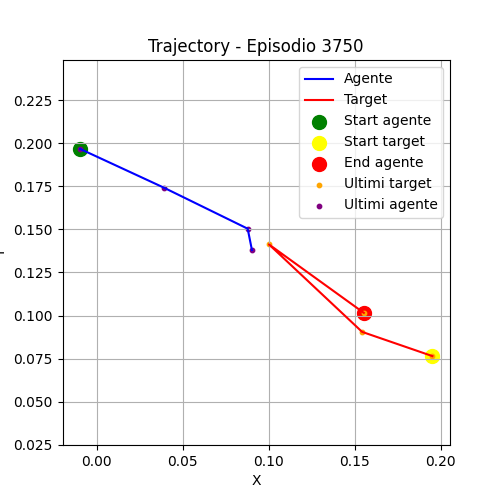 Trajectory - Episodio 3750
Agente
Target
Start agente
Start target
End agente
Ultimi target
Ultimi agente
0.225
0.200
0.175
0.150
0.125
0.100
0.075
0.050
0.025
0.00
0.05
0.10
0.15
0.20
X